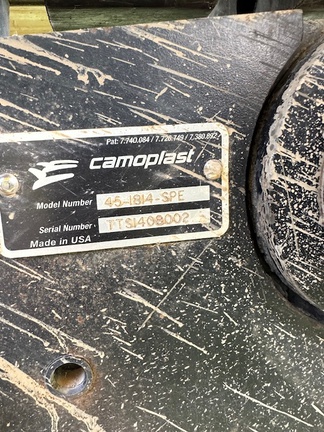 Pat: 7.740.084 / 7.726.749 / 7.380.892
camoplast
Model Number 45-1814-SPE
Serial Number TTS1408002
Made in USA